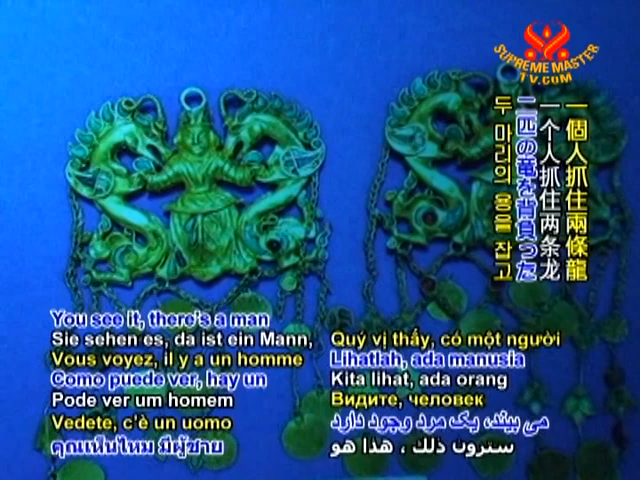 SUPREME MASTER
TV.COM
一個人抓住兩條龍
一个人抓住两条龙
二匹の竜を背負った
두 마리의 용을 잡고
You see it, there's a man
Sie sehen es, da ist ein Mann,
Vous voyez, il y a un homme
Como puede ver, hay un
Pode ver um homem
Vedete, c'è un uomo
คุณเห็นไหม มีผู้ชาย
Quý vị thấy, có một người
Lihatlah, ada manusia
Kita lihat, ada orang
Видите, человек
می بیند، یک مرد وجود دارد
سترون ذلك ، هذا هو